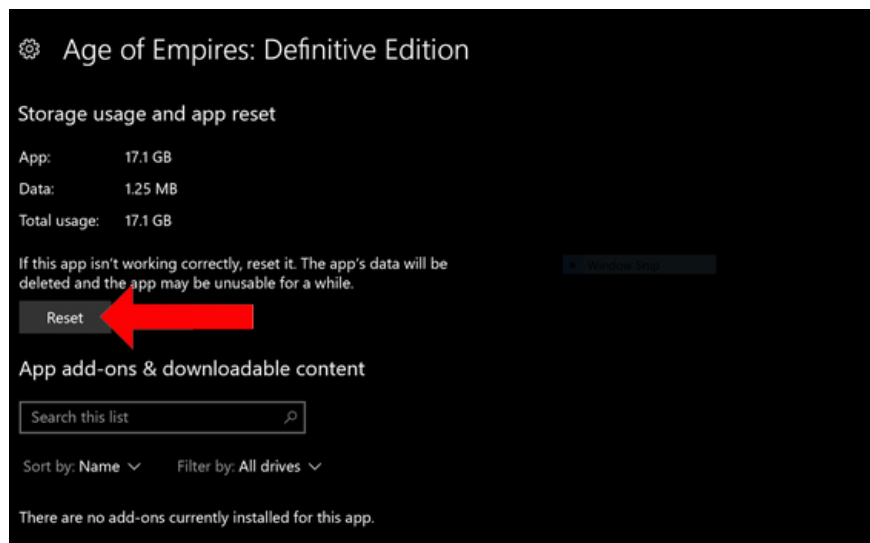 Age of Empires: Definitive Edition
Storage usage and app reset
App: 17.1 GB
Data: 1.25 MB
Total usage: 17.1 GB
If this app isn't working correctly, reset it. The app's data will be
deleted and the app may be unusable for a while.
Reset
App add-ons & downloadable content
Search this list
Sort by: Name Filter by: All drives
There are no add-ons currently installed for this app.
Window Snip